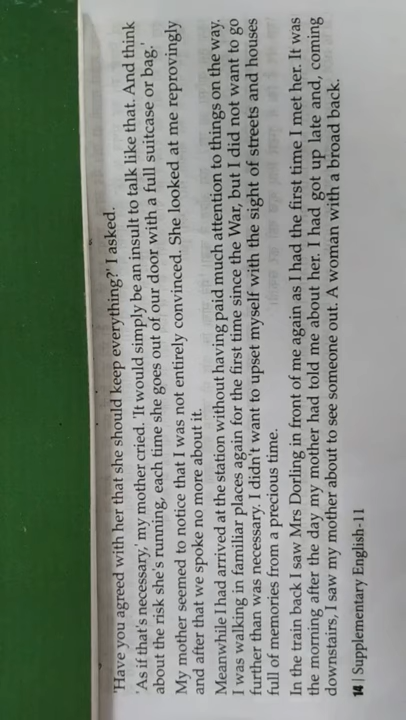 'Have you agreed with her that she should keep everything?' I asked.
'As if that's necessary,' my mother cried. 'It would simply be an insult to talk like that. And think
about the risk she's running, each time she goes out of our door with a full suitcase or bag.'
My mother seemed to notice that I was not entirely convinced. She looked at me reprovingly
and after that we spoke no more about it.
Meanwhile I had arrived at the station without having paid much attention to things on the way.
I was walking in familiar places again for the first time since the War, but I did not want to go
further than was necessary. I didn't want to upset myself with the sight of streets and houses
full of memories from a precious time.
In the train back I saw Mrs Dorling in front of me again as I had the first time I met her. It was
the morning after the day my mother had told me about her. I had got up late and, coming
downstairs, I saw my mother about to see someone out. A woman with a broad back.
14 | Supplementary English-11